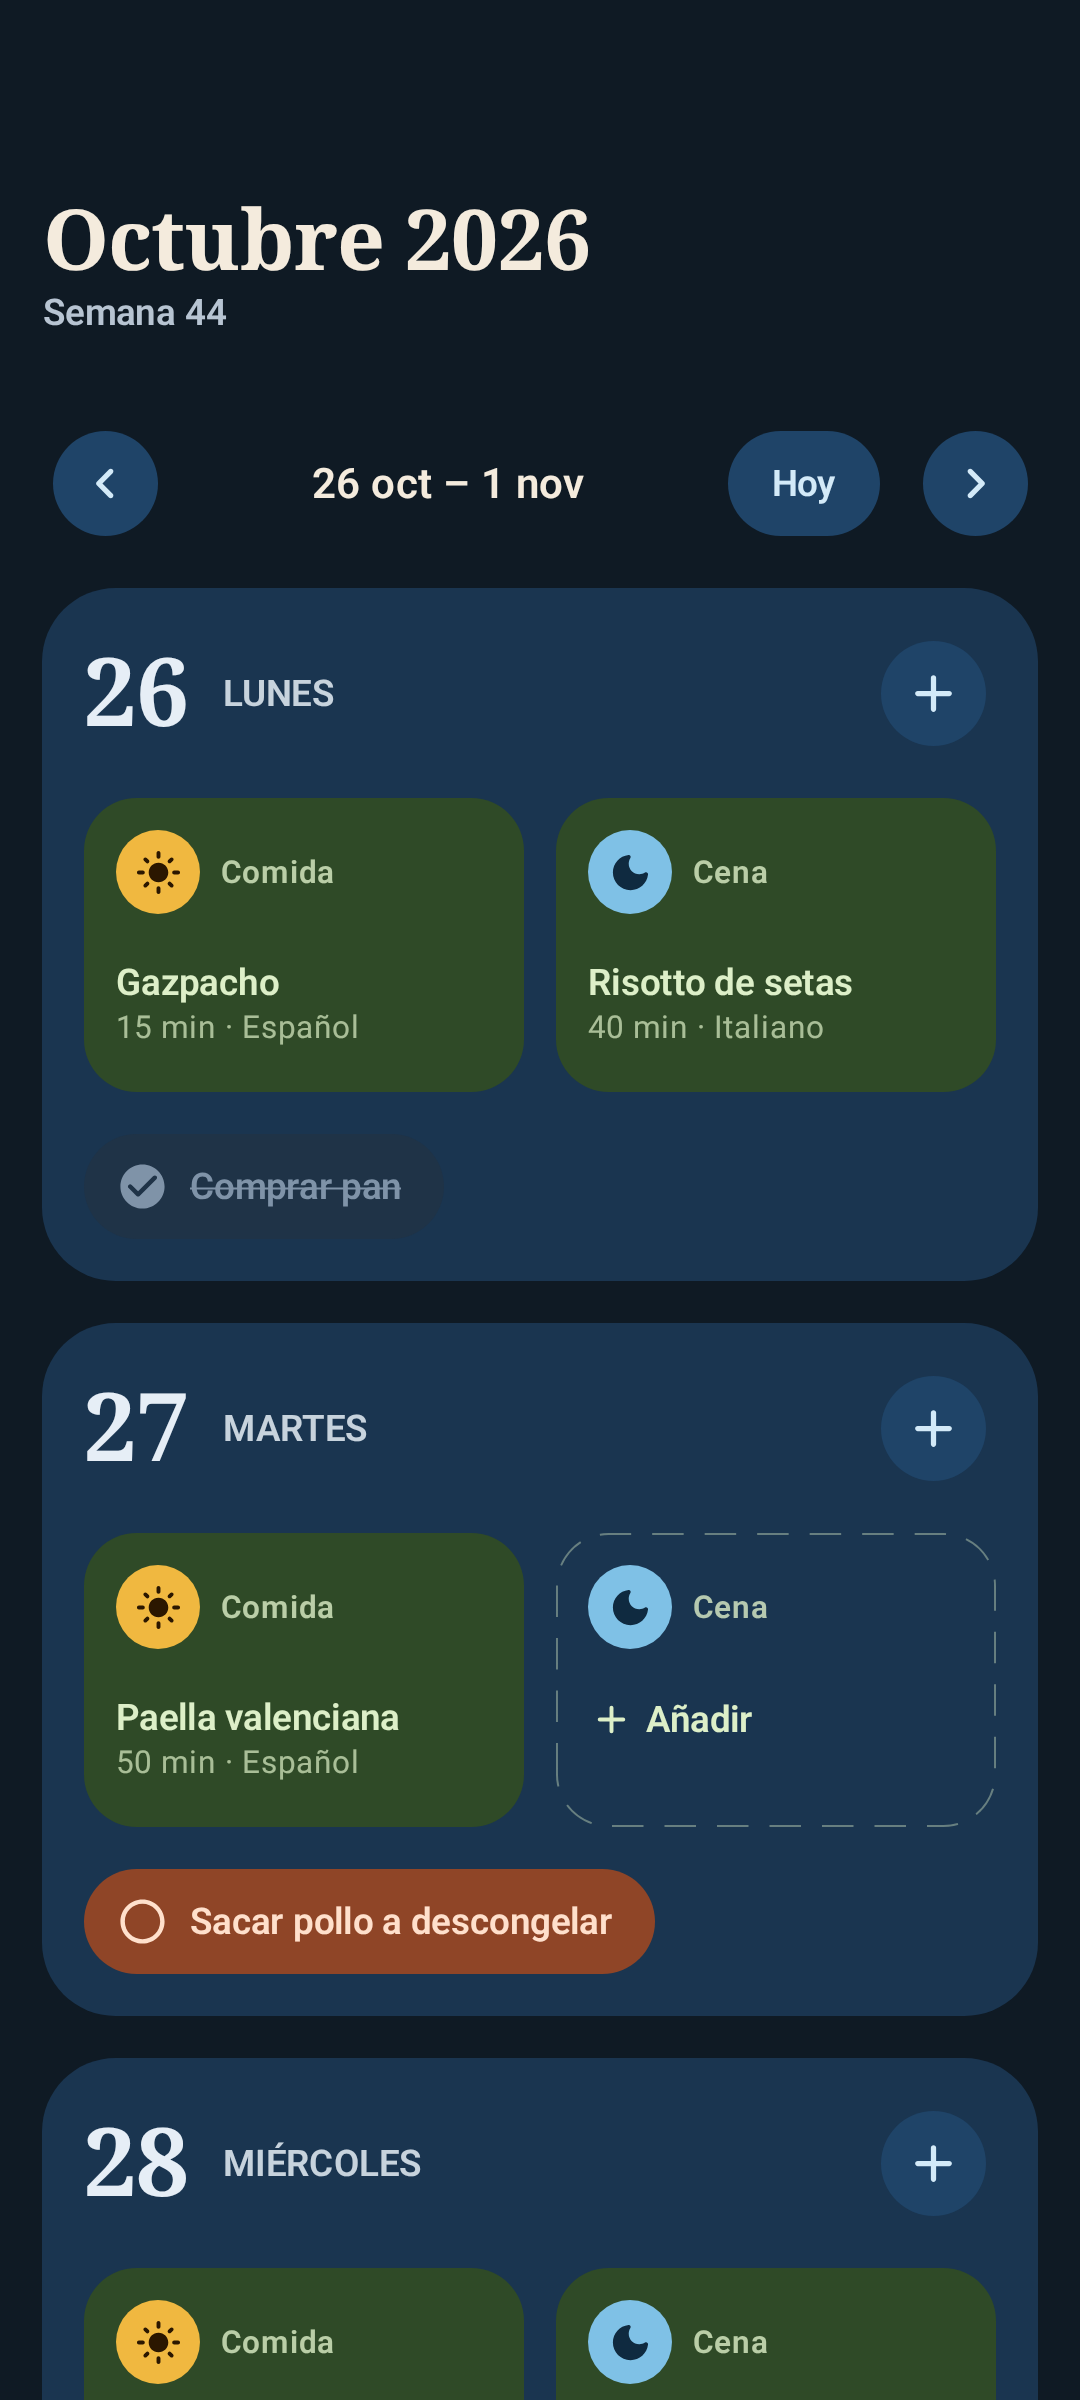 Octubre 2026
Semana 44
26 oct – 1 nov
Hoy
26 LUNES
Comida
Cena
Gazpacho
15 min · Español
Risotto de setas
40 min · Italiano
Comprar pan
27 MARTES
Comida
Cena
Paella valenciana
50 min · Español
Añadir
Sacar pollo a descongelar
28 MIÉRCOLES
Comida
Cena